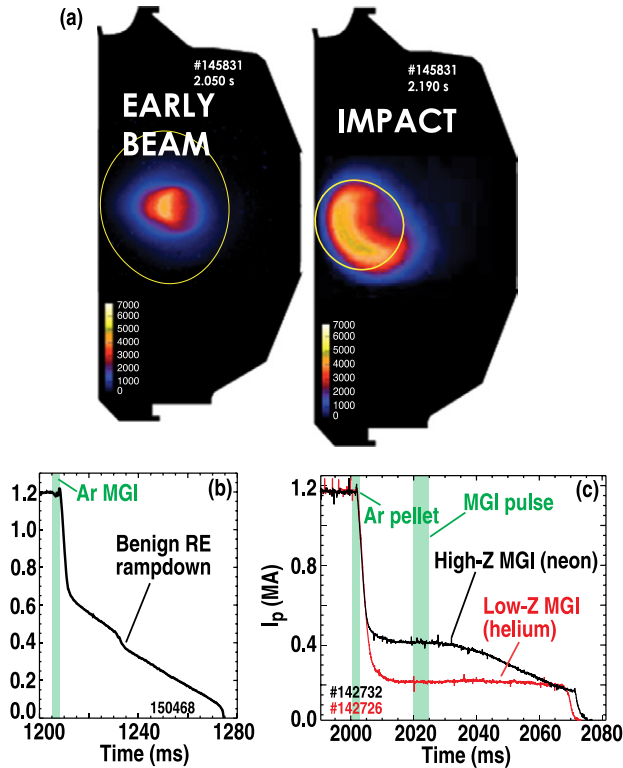 (a)
#145831
2.050 s
EARLY
BEAM
7000
6000
5000
4000
3000
2000
1000
0
#145831
2.190 s
IMPACT
7000
6000
5000
4000
3000
2000
1000
0
(b)
1.2
1.0
0.8
0.6
0.4
0.2
0.0
Ar MGI
Benign RE
rampdown
150468
1200 1240 1280
Time (ms)
(c)
1.2
0.8
0.4
0.0
Ip (MA)
Ar pellet
MGI pulse
High-Z MGI (neon)
Low-Z MGI
(helium)
#142732
#142726
2000 2020 2040 2060 2080
Time (ms)